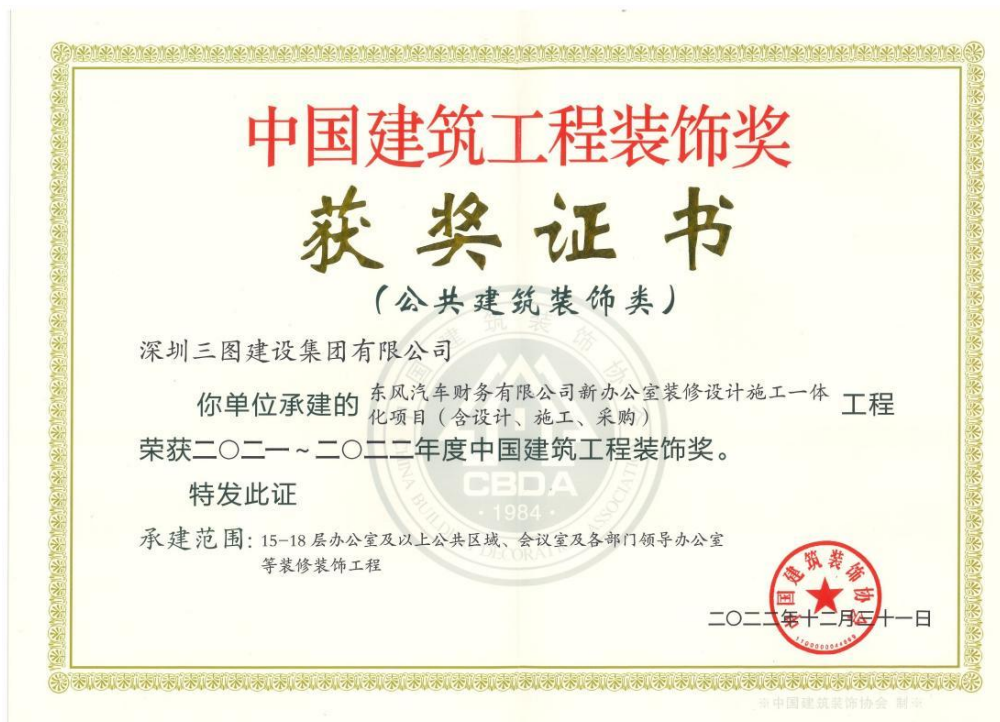 中国建筑工程装饰奖
获奖证书
(公共建筑装饰类)
深圳三图建设集团有限公司
你单位承建的 东风汽车财务有限公司新办公室装修设计施工一体
化项目(含设计、施工、采购) 工程
荣获二〇二一~二〇二二年度中国建筑工程装饰奖。
特发此证
承建范围: 15-18 层办公室及以上公共区域、会议室及各部门领导办公室
等装修装饰工程
CBDA
·1984·
CHINA BUILDING DECORATION ASSOCIATION
中国建筑装饰协会
二〇二二年十二月三十一日
※中国建筑装饰协会 制※